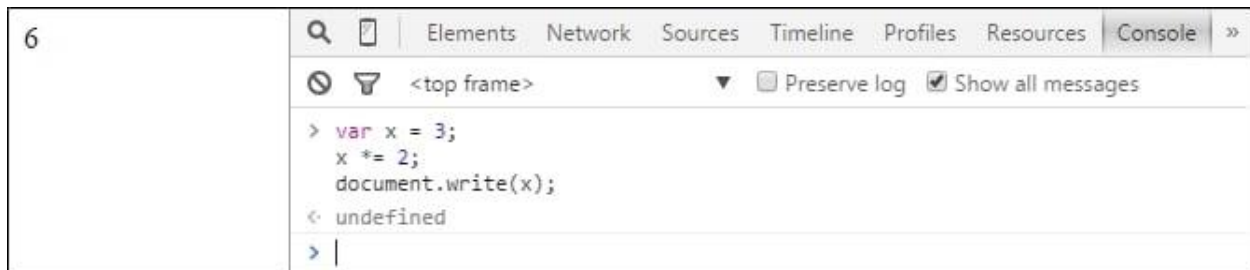 6
Elements Network Sources Timeline Profiles Resources Console »
<top frame> ▼ Preserve log Show all messages
> var x = 3;
x *= 2;
document.write(x);
<· undefined
>